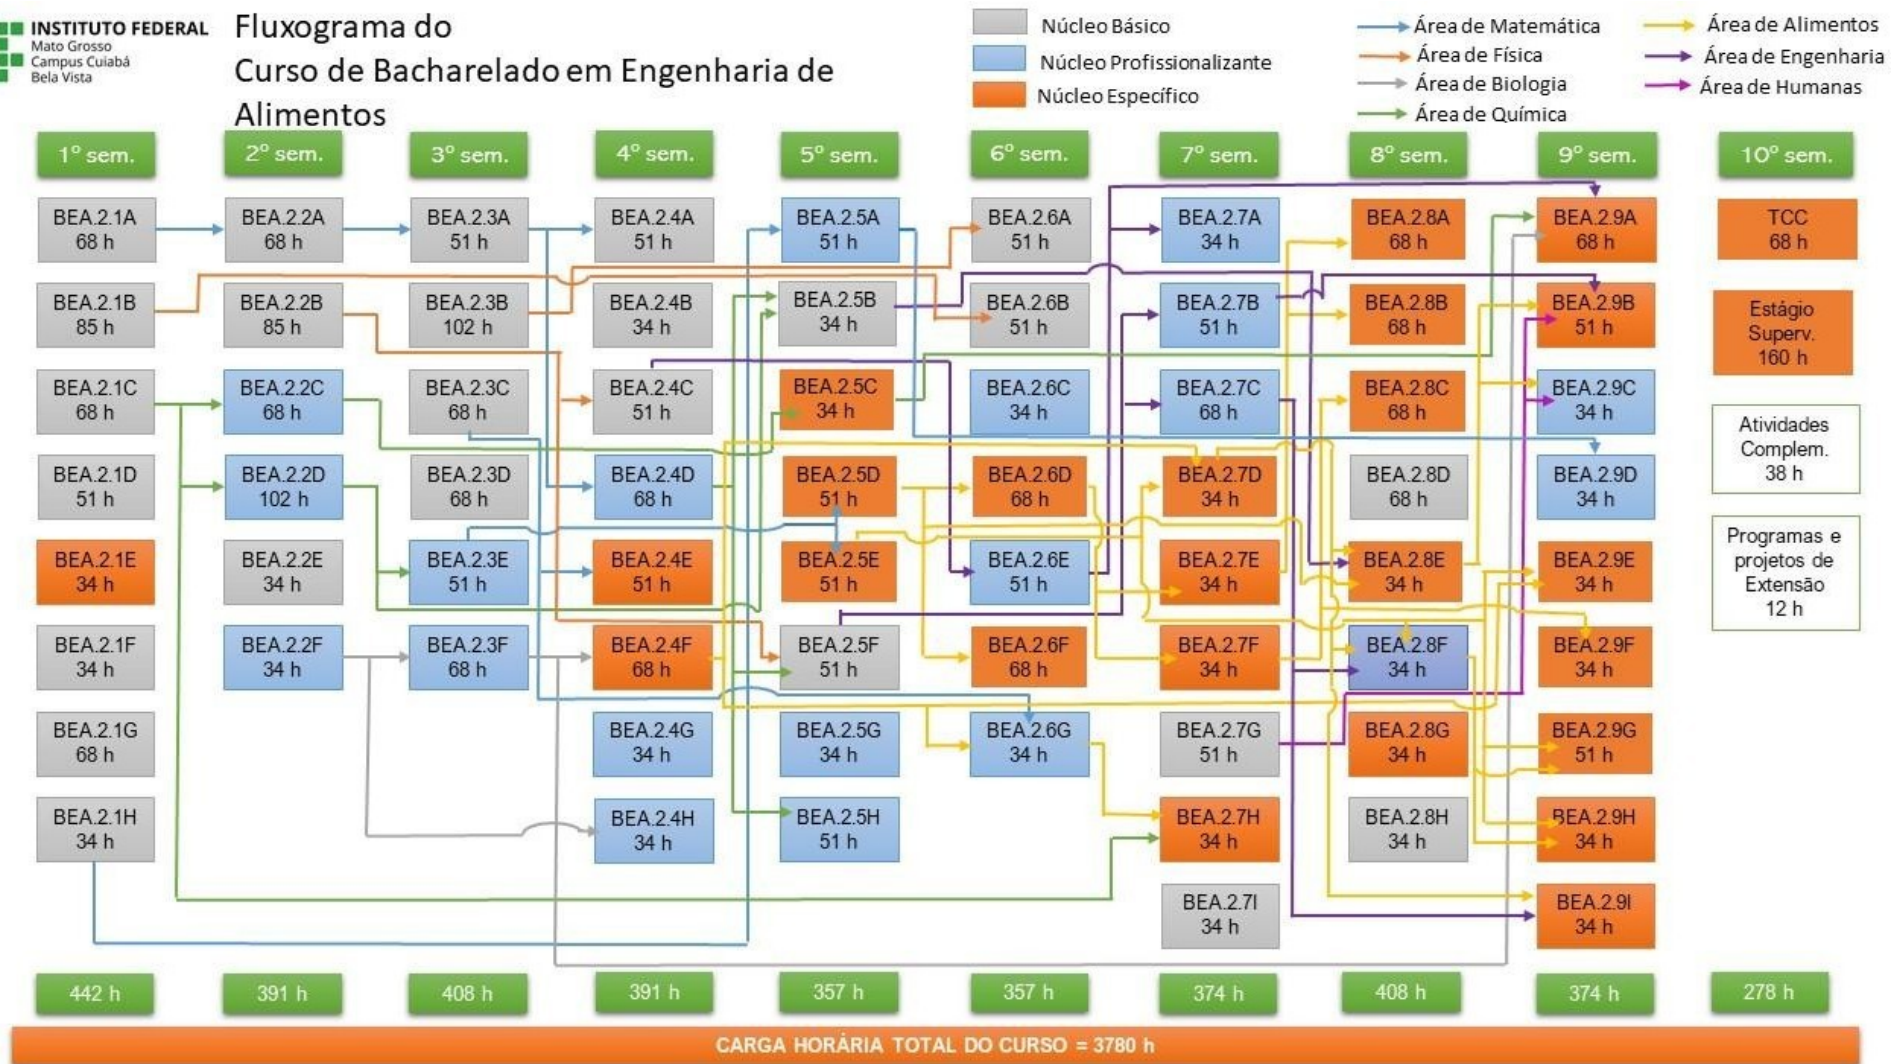 INSTITUTO FEDERAL
Mato Grosso
Campus Cuiabá
Bela Vista
Fluxograma do
Curso de Bacharelado em Engenharia de
Alimentos
Núcleo Básico
Núcleo Profissionalizante
Núcleo Específico
Área de Matemática
Área de Física
Área de Biologia
Área de Química
Área de Alimentos
Área de Engenharia
Área de Humanas
1º sem.
BEA.2.1A
68 h
BEA.2.1B
85 h
BEA.2.1C
68 h
BEA.2.1D
51 h
BEA.2.1E
34 h
BEA.2.1F
34 h
BEA.2.1G
68 h
BEA.2.1H
34 h
442 h
2º sem.
BEA.2.2A
68 h
BEA.2.2B
85 h
BEA.2.2C
68 h
BEA.2.2D
102 h
BEA.2.2E
34 h
BEA.2.2F
34 h
391 h
3º sem.
BEA.2.3A
51 h
BEA.2.3B
102 h
BEA.2.3C
68 h
BEA.2.3D
68 h
BEA.2.3E
51 h
BEA.2.3F
68 h
408 h
4º sem.
BEA.2.4A
51 h
BEA.2.4B
34 h
BEA.2.4C
51 h
BEA.2.4D
68 h
BEA.2.4E
51 h
BEA.2.4F
68 h
BEA.2.4G
34 h
BEA.2.4H
34 h
391 h
5º sem.
BEA.2.5A
51 h
BEA.2.5B
34 h
BEA.2.5C
34 h
BEA.2.5D
51 h
BEA.2.5E
51 h
BEA.2.5F
51 h
BEA.2.5G
34 h
BEA.2.5H
51 h
357 h
6º sem.
BEA.2.6A
51 h
BEA.2.6B
51 h
BEA.2.6C
34 h
BEA.2.6D
68 h
BEA.2.6E
51 h
BEA.2.6F
68 h
BEA.2.6G
34 h
357 h
7º sem.
BEA.2.7A
34 h
BEA.2.7B
51 h
BEA.2.7C
68 h
BEA.2.7D
34 h
BEA.2.7E
34 h
BEA.2.7F
34 h
BEA.2.7G
51 h
BEA.2.7H
34 h
BEA.2.7I
34 h
374 h
8º sem.
BEA.2.8A
68 h
BEA.2.8B
68 h
BEA.2.8C
68 h
BEA.2.8D
68 h
BEA.2.8E
34 h
BEA.2.8F
34 h
BEA.2.8G
34 h
BEA.2.8H
34 h
408 h
9º sem.
BEA.2.9A
68 h
BEA.2.9B
51 h
BEA.2.9C
34 h
BEA.2.9D
34 h
BEA.2.9E
34 h
BEA.2.9F
34 h
BEA.2.9G
51 h
BEA.2.9H
34 h
BEA.2.9I
34 h
374 h
10º sem.
TCC
68 h
Estágio
Superv.
160 h
Atividades
Complem.
38 h
Programas e
projetos de
Extensão
12 h
278 h
CARGA HORÁRIA TOTAL DO CURSO = 3780 h